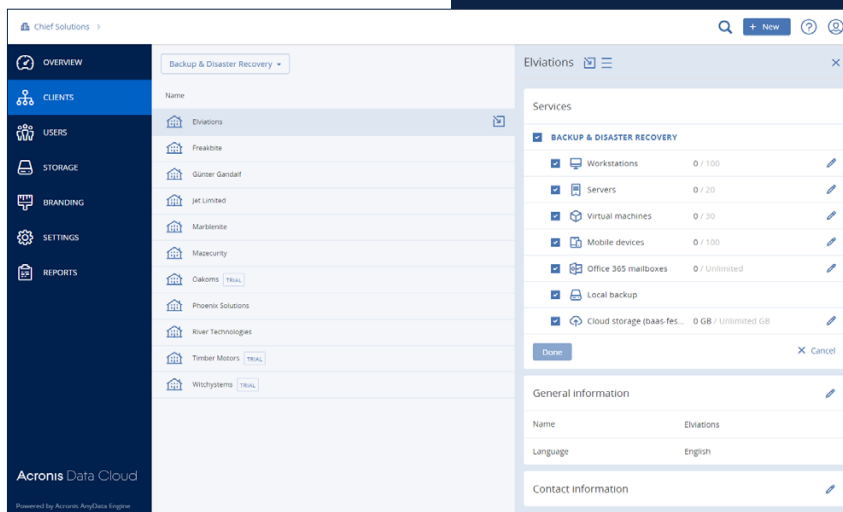 Chief Solutions >
+ New
OVERVIEW
CLIENTS
USERS
STORAGE
BRANDING
SETTINGS
REPORTS
Acronis Data Cloud
Powered by Acronis AnyData Engine
Backup & Disaster Recovery
Name
Elviations
Freakbite
Günter Gandalf
Jet Limited
Marblenite
Mazecurity
Oakoms TRIAL
Phoenix Solutions
River Technologies
Timber Motors TRIAL
Witchystems TRIAL
Elviations
Services
BACKUP & DISASTER RECOVERY
Workstations 0 / 100
Servers 0 / 20
Virtual machines 0 / 30
Mobile devices 0 / 100
Office 365 mailboxes 0 / Unlimited
Local backup
Cloud storage (baas-fes... 0 GB / Unlimited GB
Done
Cancel
General information
Name Elviations
Language English
Contact information